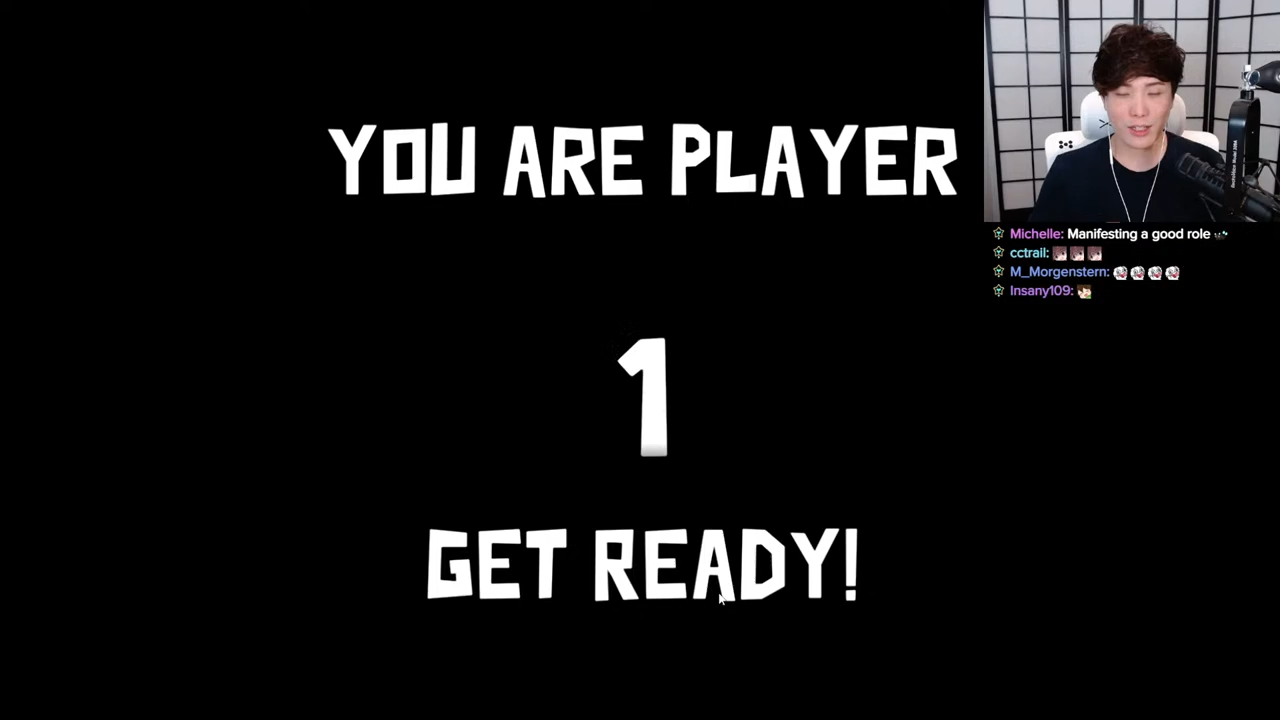 YOU ARE PLAYER
1
GET READY!
Michelle: Manifesting a good role
cctrail:
M_Morgenstern:
Insany109: